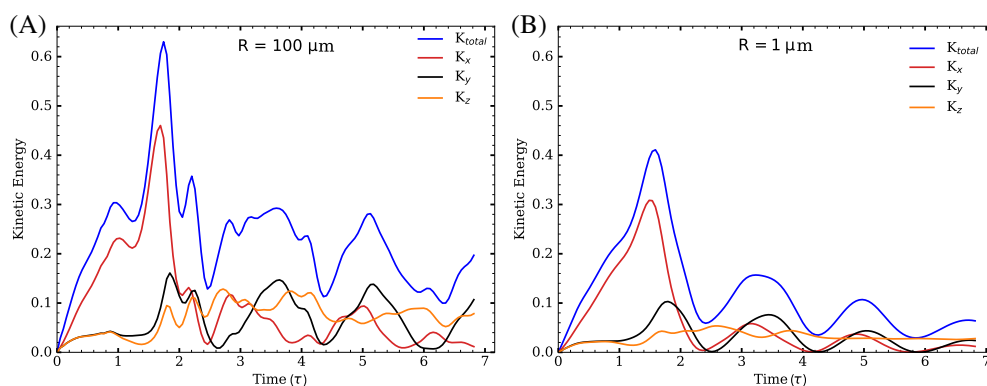 (A)
R = 100 μm
K_total
K_x
K_y
K_z
Kinetic Energy
0.6
0.5
0.4
0.3
0.2
0.1
0.0
0 1 2 3 4 5 6 7
Time (τ)
(B)
R = 1 μm
K_total
K_x
K_y
K_z
Kinetic Energy
0.6
0.5
0.4
0.3
0.2
0.1
0.0
0 1 2 3 4 5 6 7
Time (τ)